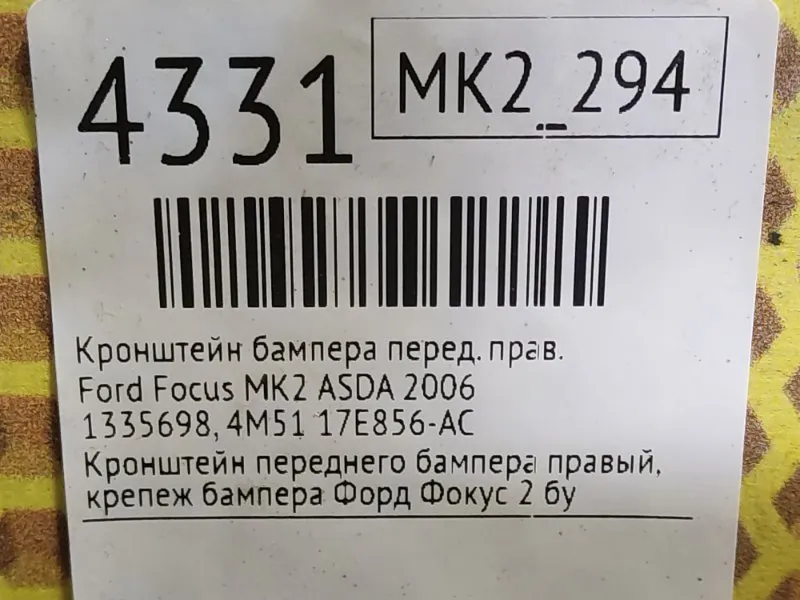 4331
MK2_294
Кронштейн бампера перед. прав.
Ford Focus MK2 ASDA 2006
1335698, 4M51 17E856-AC
Кронштейн переднего бампера правый,
крепеж бампера Форд Фокус 2 бу